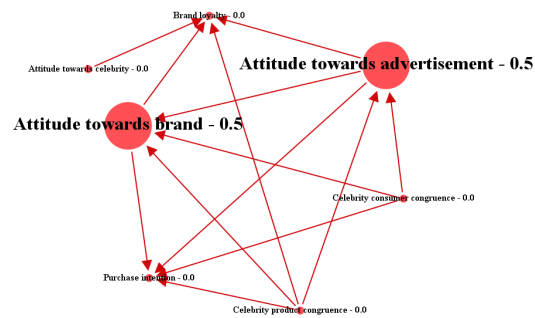 Brand loyalty - 0.0
Attitude towards advertisement - 0.5
Attitude towards celebrity - 0.0
Attitude towards brand - 0.5
Celebrity consumer congruence - 0.0
Purchase intention - 0.0
Celebrity product congruence - 0.0